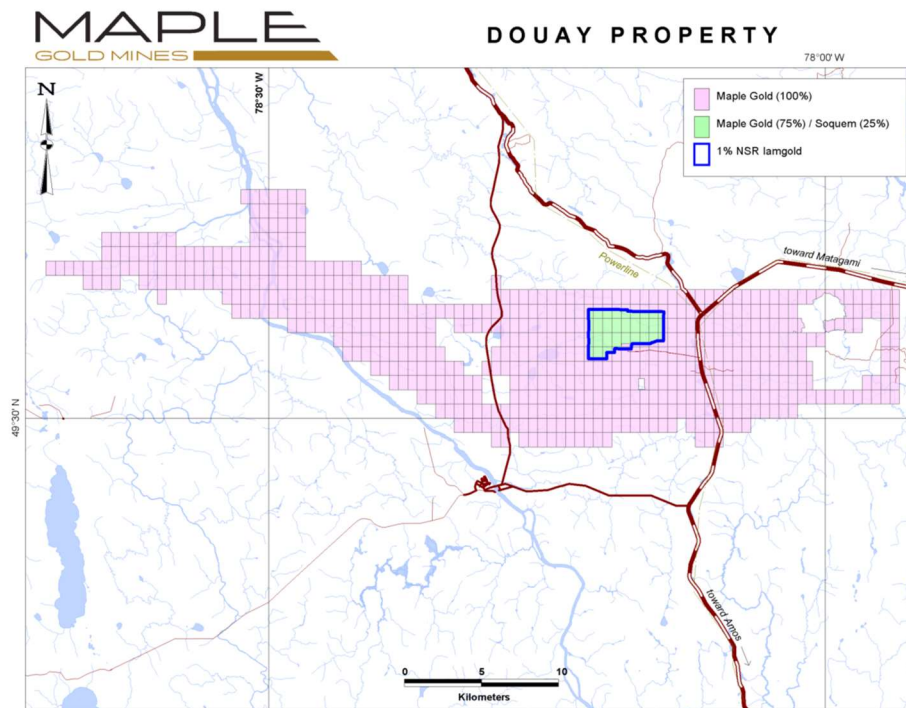 MAPLE
GOLD MINES
DOUAY PROPERTY
78°00' W
78°30' W
N
Maple Gold (100%)
Maple Gold (75%) / Soquem (25%)
1% NSR Iamgold
toward Matagami
Powerline
49°30' N
toward Amos
0 5 10
Kilometers